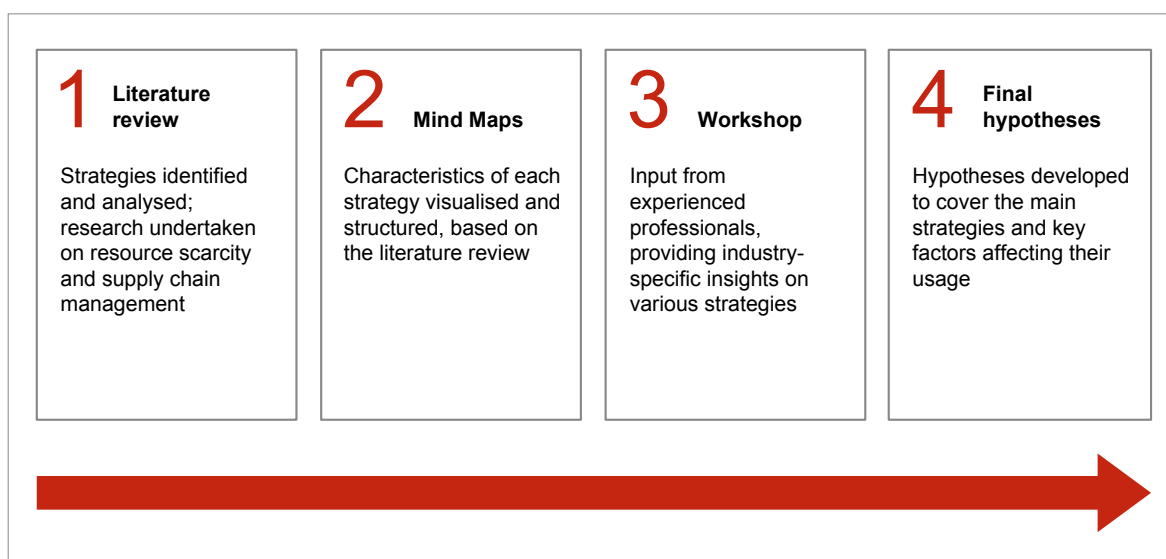 1 Literature
review
Strategies identified
and analysed;
research undertaken
on resource scarcity
and supply chain
management
2 Mind Maps
Characteristics of each
strategy visualised and
structured, based on
the literature review
3 Workshop
Input from
experienced
professionals,
providing industry-
specific insights on
various strategies
4 Final
hypotheses
Hypotheses developed
to cover the main
strategies and key
factors affecting their
usage